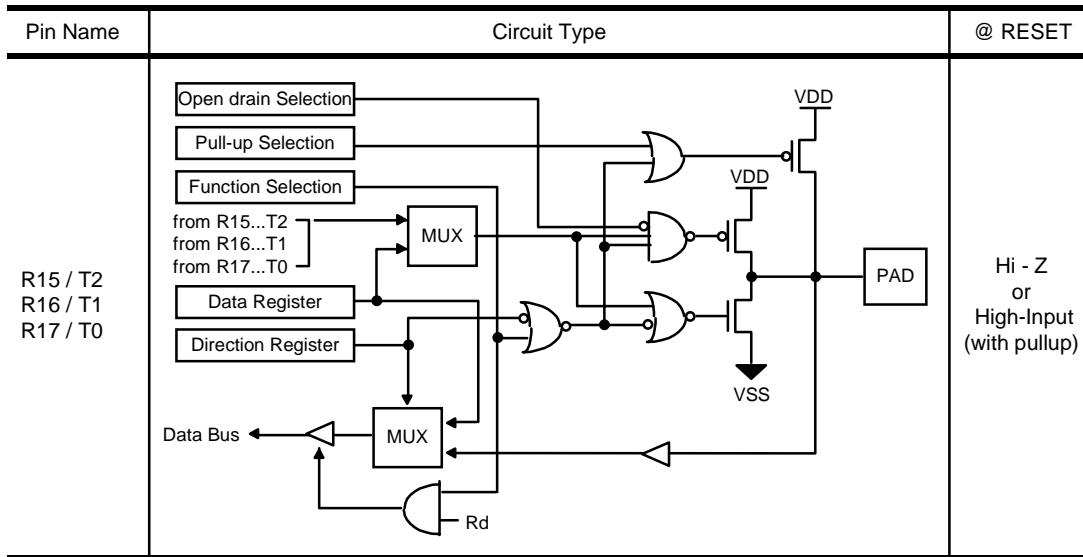 Pin Name
Circuit Type
@ RESET
R15 / T2
R16 / T1
R17 / T0
Open drain Selection
Pull-up Selection
Function Selection
from R15...T2
from R16...T1
from R17...T0
MUX
Data Register
Direction Register
Data Bus
MUX
Rd
VDD
VDD
VSS
PAD
Hi - Z
or
High-Input
(with pullup)